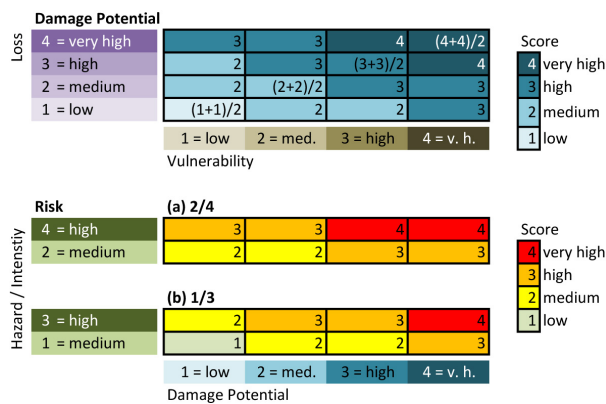 Damage Potential
Loss
4 = very high 3 3 4 (4+4)/2
3 = high 2 3 (3+3)/2 4
2 = medium 2 (2+2)/2 3 3
1 = low (1+1)/2 2 2 3
1 = low 2 = med. 3 = high 4 = v. h.
Vulnerability
Score
4 very high
3 high
2 medium
1 low
Risk (a) 2/4
Hazard / Intenstiy
4 = high 3 3 4 4
2 = medium 2 2 3 3
(b) 1/3
3 = high 2 3 3 4
1 = medium 1 2 2 3
1 = low 2 = med. 3 = high 4 = v. h.
Damage Potential
Score
4 very high
3 high
2 medium
1 low